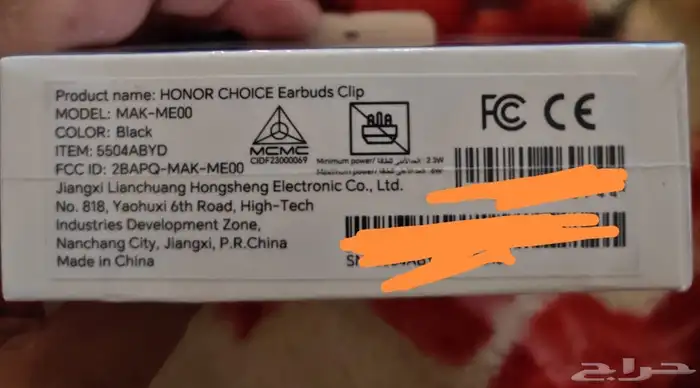 Product name: HONOR CHOICE Earbuds Clip
MODEL: MAK-ME00
COLOR: Black
ITEM: 5504ABYD
FCC ID: 2BAPQ-MAK-ME00
Jiangxi Lianchuang Hongsheng Electronic Co., Ltd.
No. 818, Yaohuxi 6th Road, High-Tech
Industries Development Zone,
Nanchang City, Jiangxi, P.R.China
Made in China
MCMC
CIDF23000069
FC CE
Minimum power/ 2.3W
Maximum power/
SN
حراج